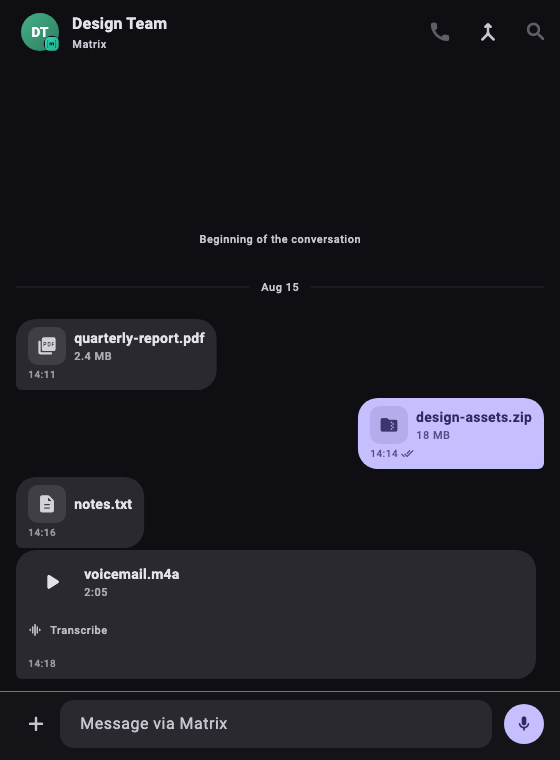 DT
Design Team
Matrix
Beginning of the conversation
Aug 15
PDF
quarterly-report.pdf
2.4 MB
14:11
design-assets.zip
18 MB
14:14
notes.txt
14:16
voicemail.m4a
2:05
Transcribe
14:18
Message via Matrix